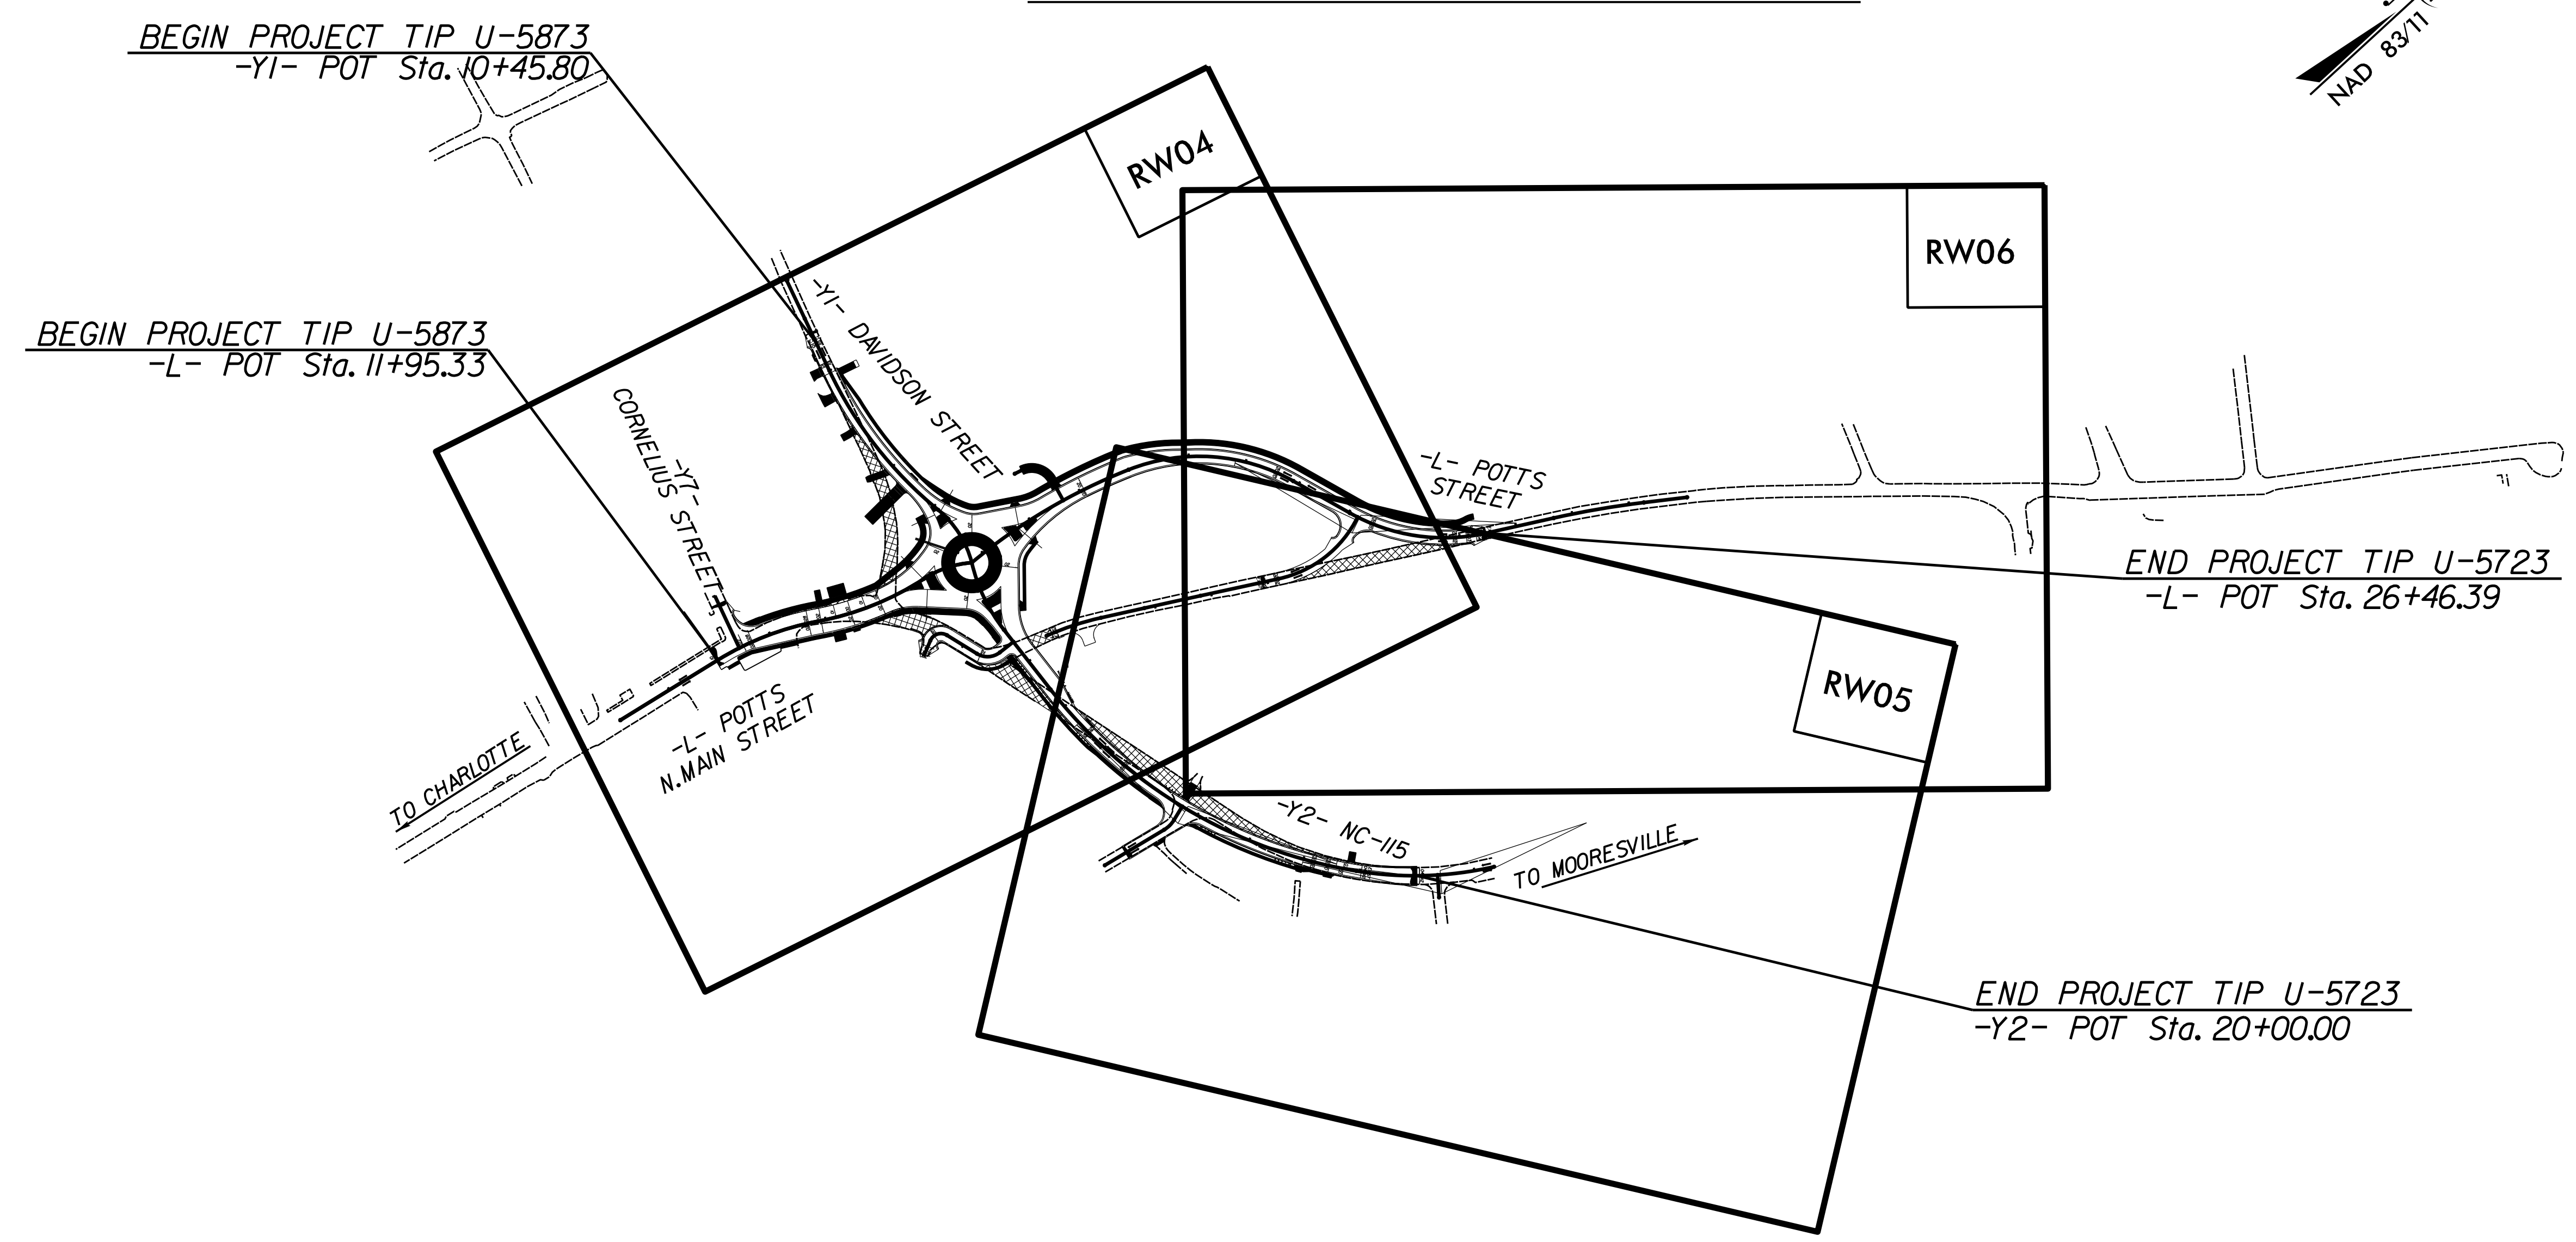 BEGIN PROJECT TIP U-5873
-Y1- POT Sta. 10+45.80
NAD 83/11
RW04
RW06
-Y1- DAVIDSON STREET
BEGIN PROJECT TIP U-5873
-L- POT Sta. 11+95.33
-Y7-
CORNELIUS STREET
-L- POTTS
STREET
END PROJECT TIP U-5723
-L- POT Sta. 26+46.39
RW05
-L- POTTS
N.MAIN STREET
TO CHARLOTTE
-Y2- NC-115
TO MOORESVILLE
END PROJECT TIP U-5723
-Y2- POT Sta. 20+00.00